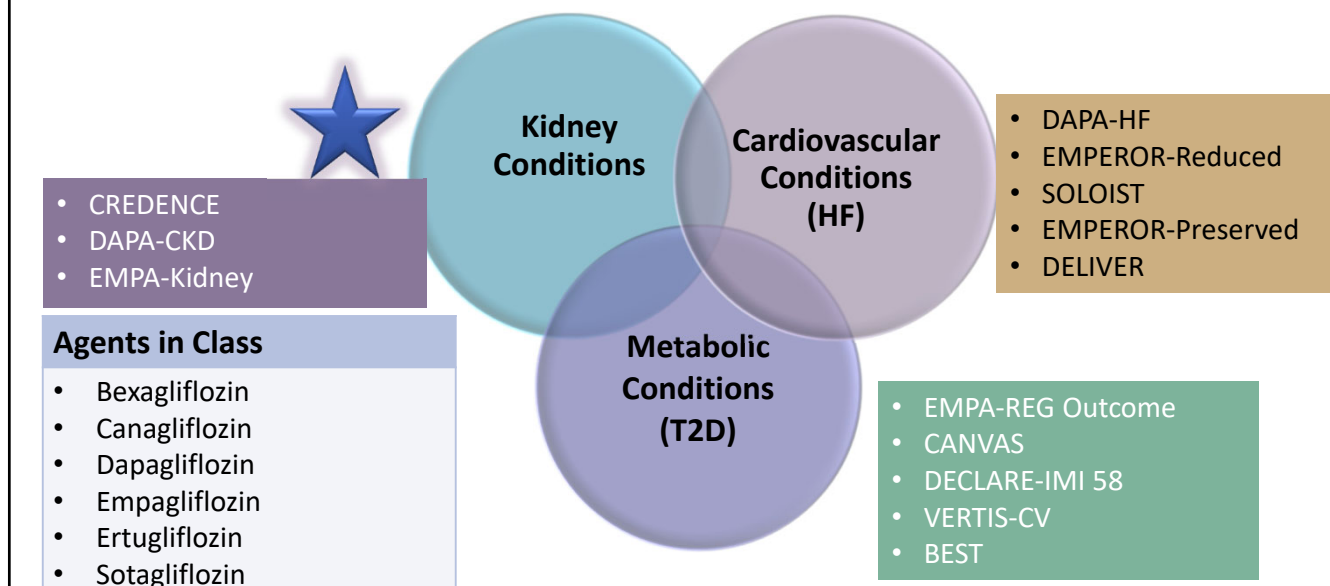 Kidney
Conditions
Cardiovascular
Conditions
(HF)
Metabolic
Conditions
(T2D)
• CREDENCE
• DAPA-CKD
• EMPA-Kidney
• DAPA-HF
• EMPEROR-Reduced
• SOLOIST
• EMPEROR-Preserved
• DELIVER
Agents in Class
• Bexagliflozin
• Canagliflozin
• Dapagliflozin
• Empagliflozin
• Ertugliflozin
• Sotagliflozin
• EMPA-REG Outcome
• CANVAS
• DECLARE-IMI 58
• VERTIS-CV
• BEST